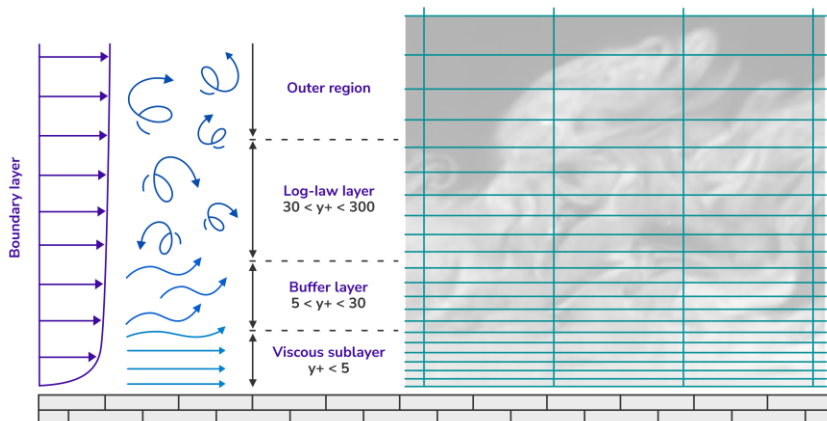 Boundary layer
Outer region
Log-law layer
30 < y+ < 300
Buffer layer
5 < y+ < 30
Viscous sublayer
y+ < 5